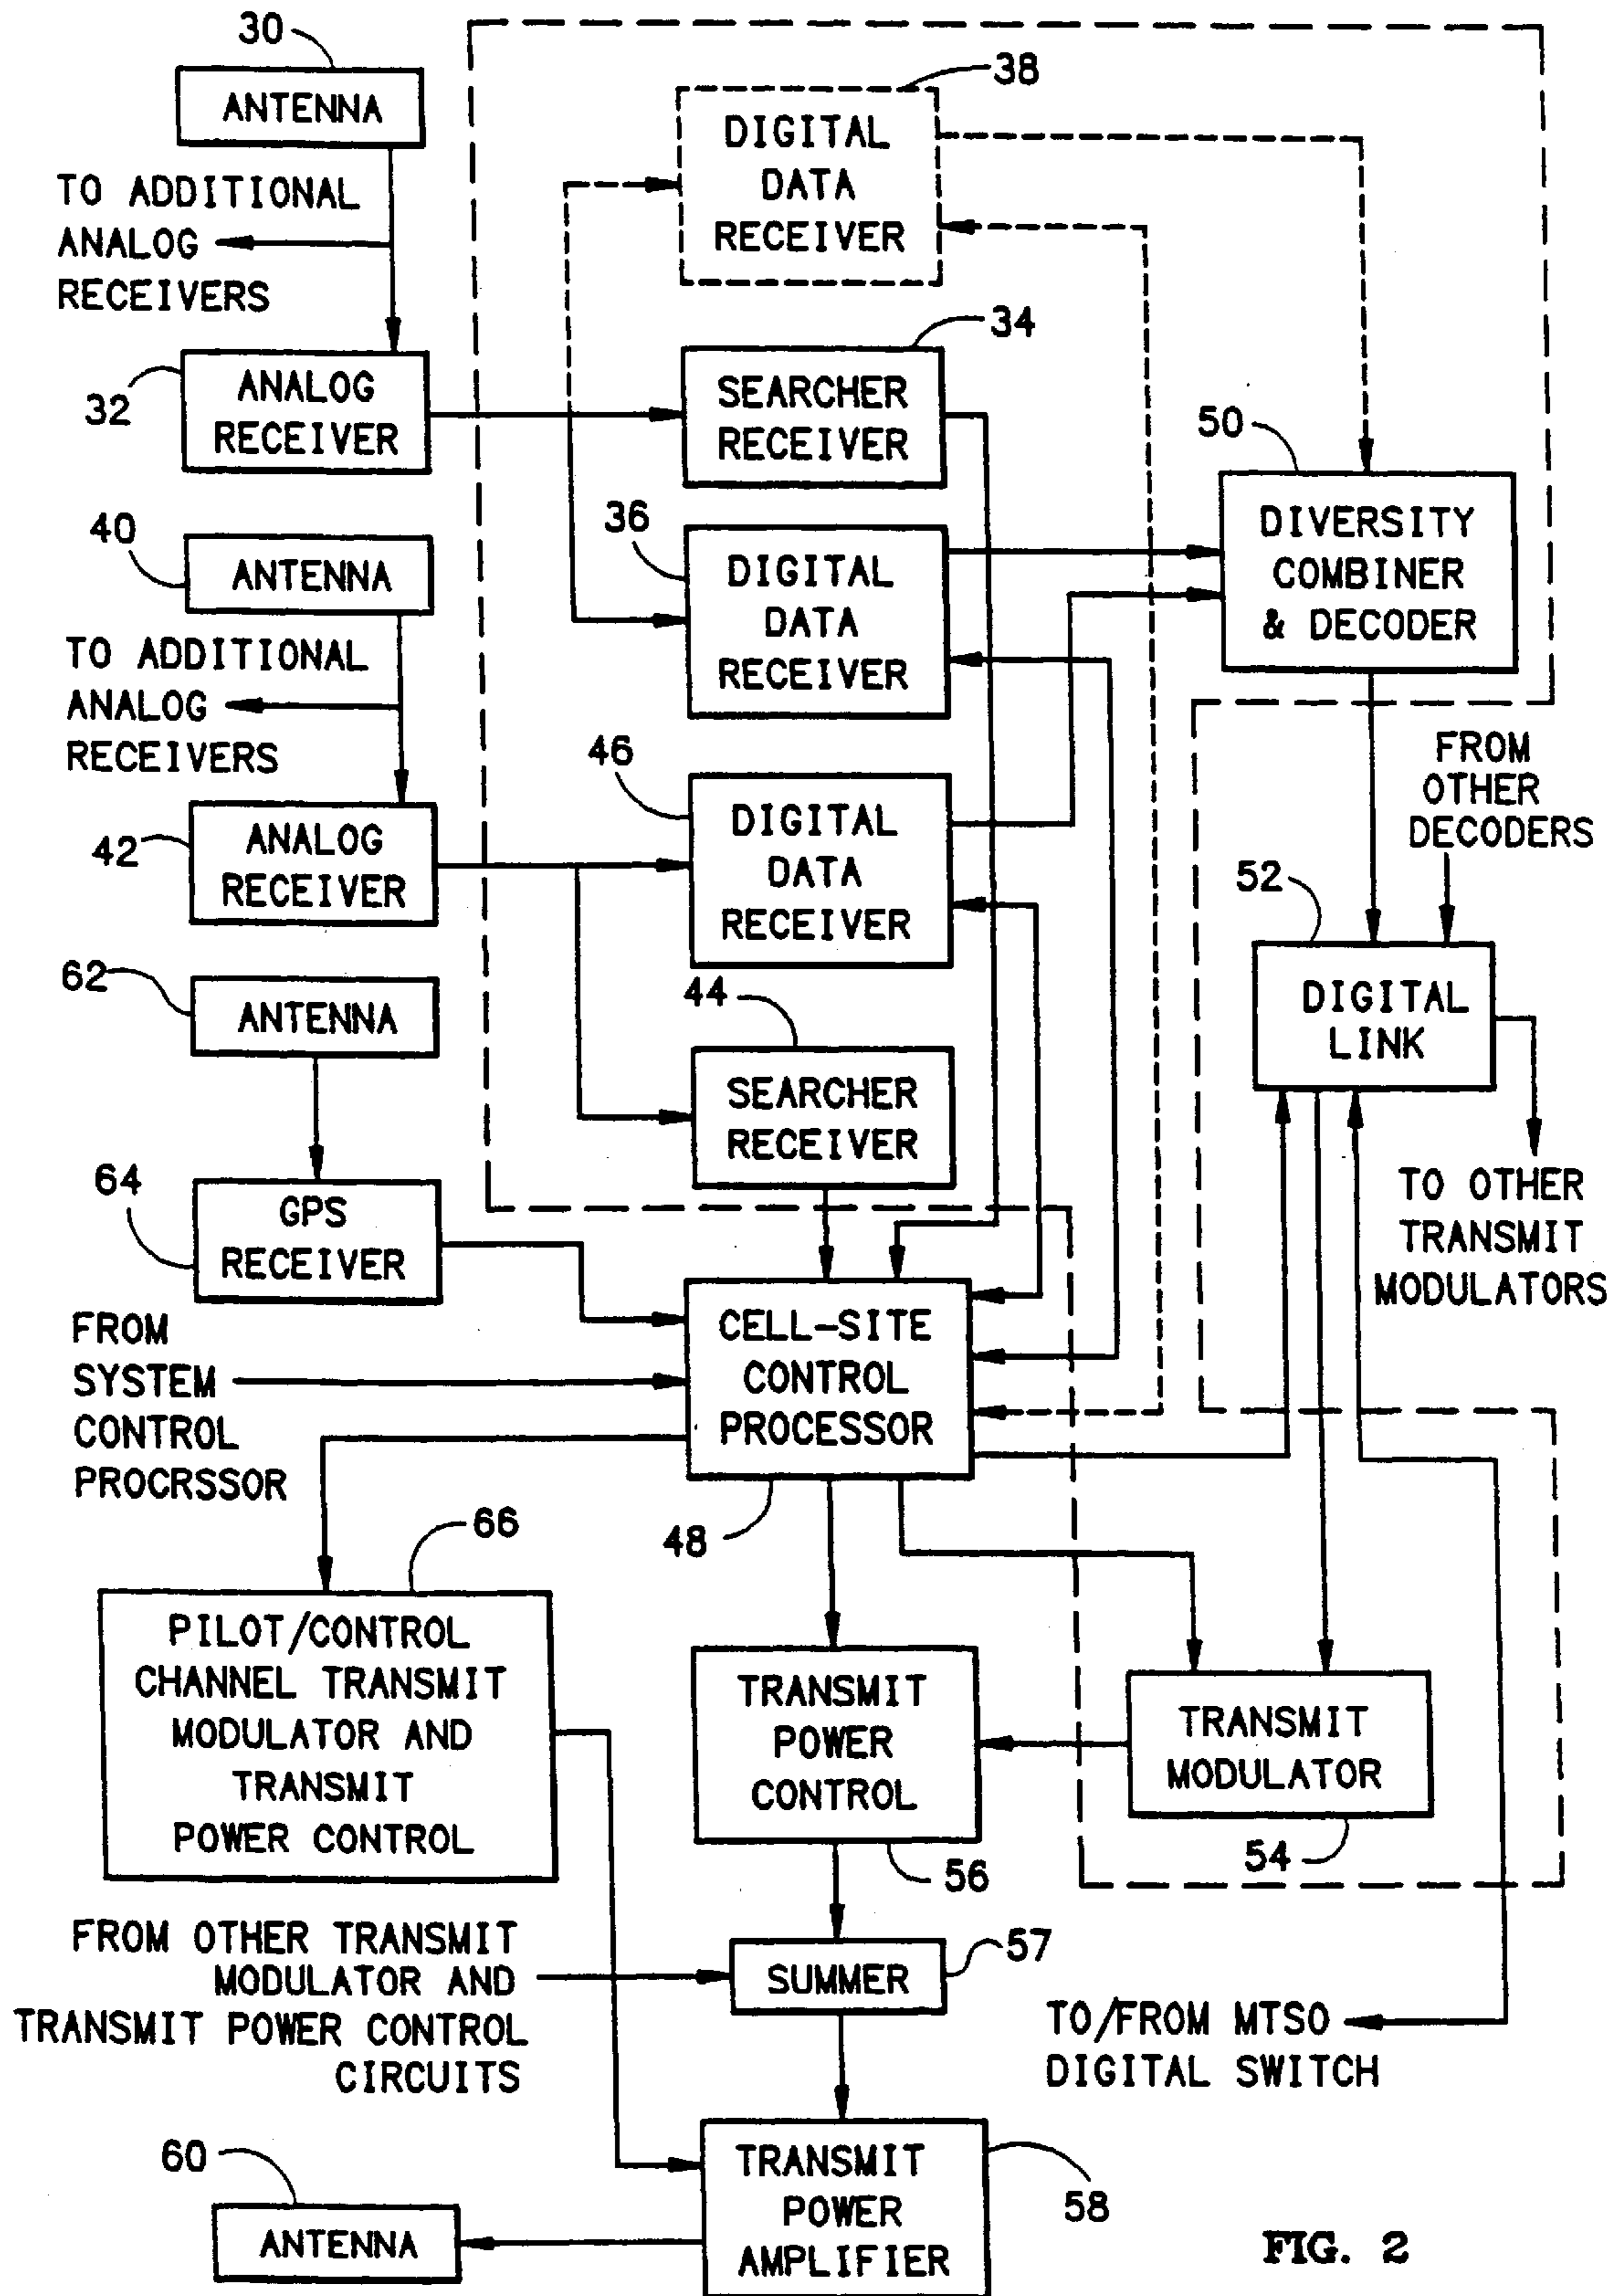 30
ANTENNA
TO ADDITIONAL
ANALOG
RECEIVERS
38
DIGITAL
DATA
RECEIVER
32
ANALOG
RECEIVER
34
SEARCHER
RECEIVER
50
DIVERSITY
COMBINER
& DECODER
40
ANTENNA
TO ADDITIONAL
ANALOG
RECEIVERS
36
DIGITAL
DATA
RECEIVER
42
ANALOG
RECEIVER
46
DIGITAL
DATA
RECEIVER
FROM
OTHER
DECODERS
52
DIGITAL
LINK
62
ANTENNA
44
SEARCHER
RECEIVER
TO OTHER
TRANSMIT
MODULATORS
64
GPS
RECEIVER
FROM
SYSTEM
CONTROL
PROCRSSOR
CELL-SITE
CONTROL
PROCESSOR
48
66
PILOT/CONTROL
CHANNEL TRANSMIT
MODULATOR AND
TRANSMIT
POWER CONTROL
TRANSMIT
POWER
CONTROL
56
TRANSMIT
MODULATOR
54
FROM OTHER TRANSMIT
MODULATOR AND
TRANSMIT POWER CONTROL
CIRCUITS
SUMMER
57
TO/FROM MTSO
DIGITAL SWITCH
60
ANTENNA
TRANSMIT
POWER
AMPLIFIER
58
FIG. 2